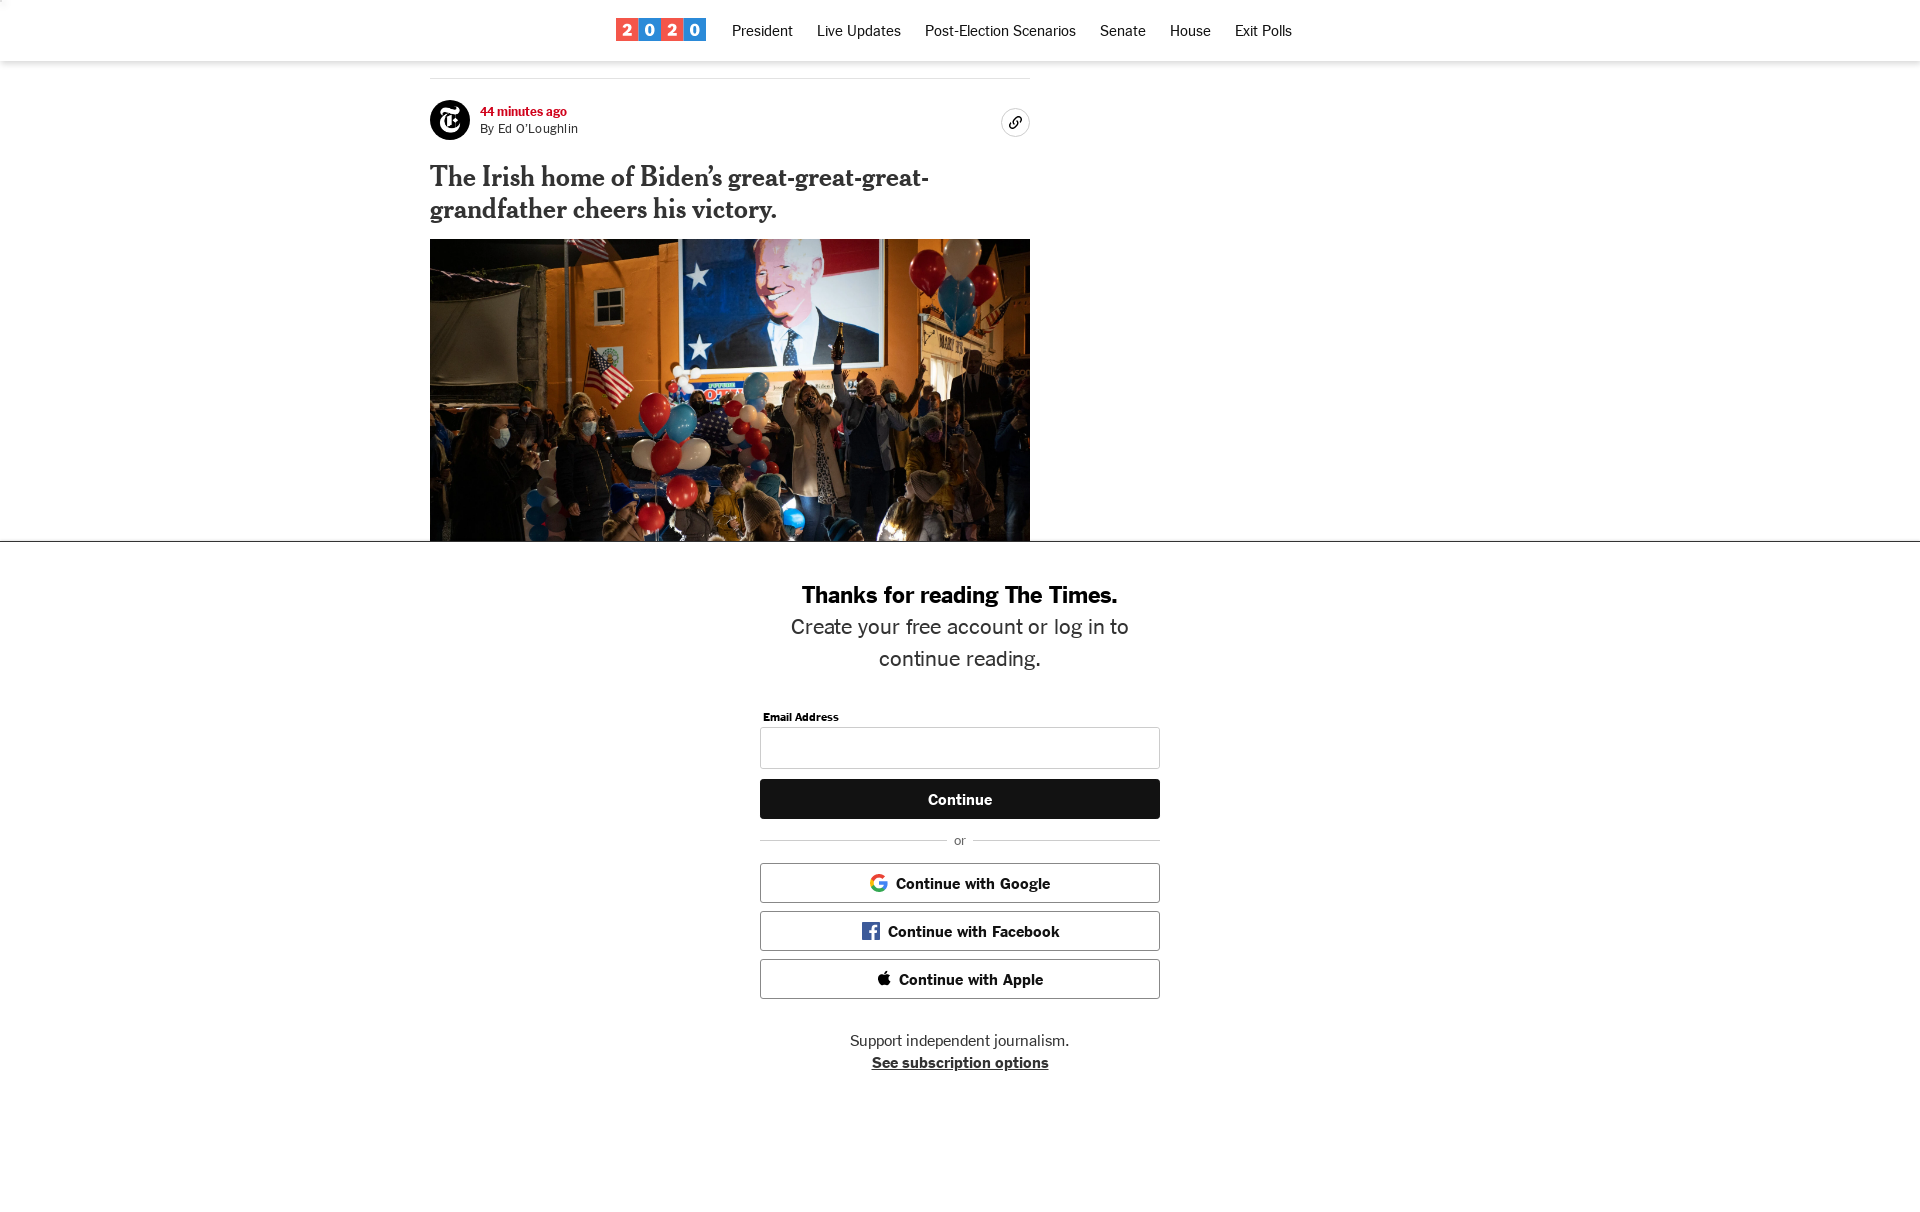 2020 President Live Updates Post-Election Scenarios Senate House Exit Polls
44 minutes ago
By Ed O’Loughlin
The Irish home of Biden’s great-great-great-
grandfather cheers his victory.
Thanks for reading The Times.
Create your free account or log in to
continue reading.
Email Address
Continue
or
Continue with Google
Continue with Facebook
Continue with Apple
Support independent journalism.
See subscription options